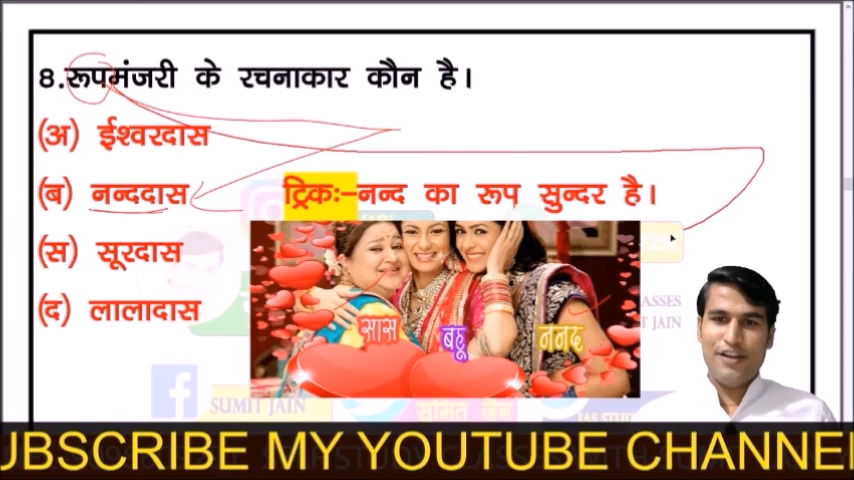 8.रूपमंजरी के रचनाकार कौन है।
(अ) ईश्वरदास
(ब) नन्ददास
ट्रिकः-नन्द का रूप सुन्दर है।
(स) सूरदास
(द) लालादास
सास
बहू
ननद
SUMIT JAIN
सुमित जैन
UBSCRIBE MY YOUTUBE CHANNE